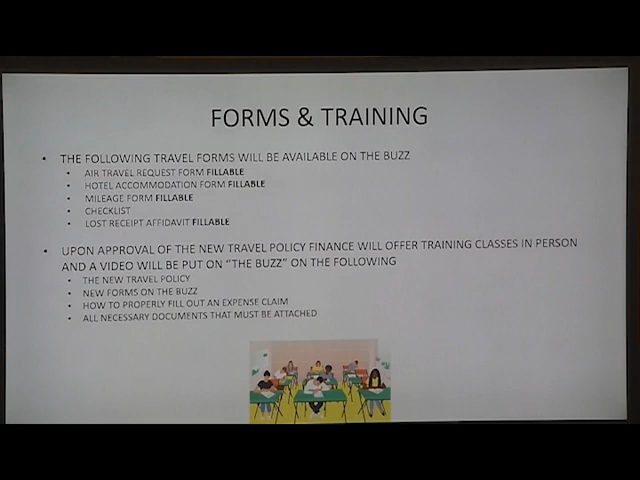 FORMS & TRAINING
• THE FOLLOWING TRAVEL FORMS WILL BE AVAILABLE ON THE BUZZ
• AIR TRAVEL REQUEST FORM FILLABLE
• HOTEL ACCOMMODATION FORM FILLABLE
• MILEAGE FORM FILLABLE
• CHECKLIST
• LOST RECEIPT AFFIDAVIT FILLABLE
• UPON APPROVAL OF THE NEW TRAVEL POLICY FINANCE WILL OFFER TRAINING CLASSES IN PERSON
AND A VIDEO WILL BE PUT ON “THE BUZZ” ON THE FOLLOWING
• THE NEW TRAVEL POLICY
• NEW FORMS ON THE BUZZ
• HOW TO PROPERLY FILL OUT AN EXPENSE CLAIM
• ALL NECESSARY DOCUMENTS THAT MUST BE ATTACHED